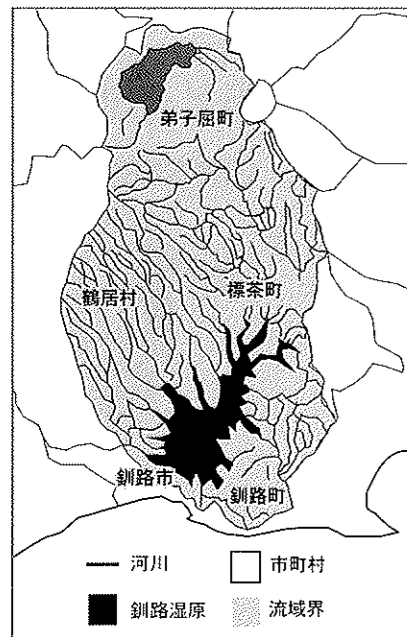 弟子屈町
標茶町
鶴居村
釧路市
釧路町
河川
市町村
釧路湿原
流域界